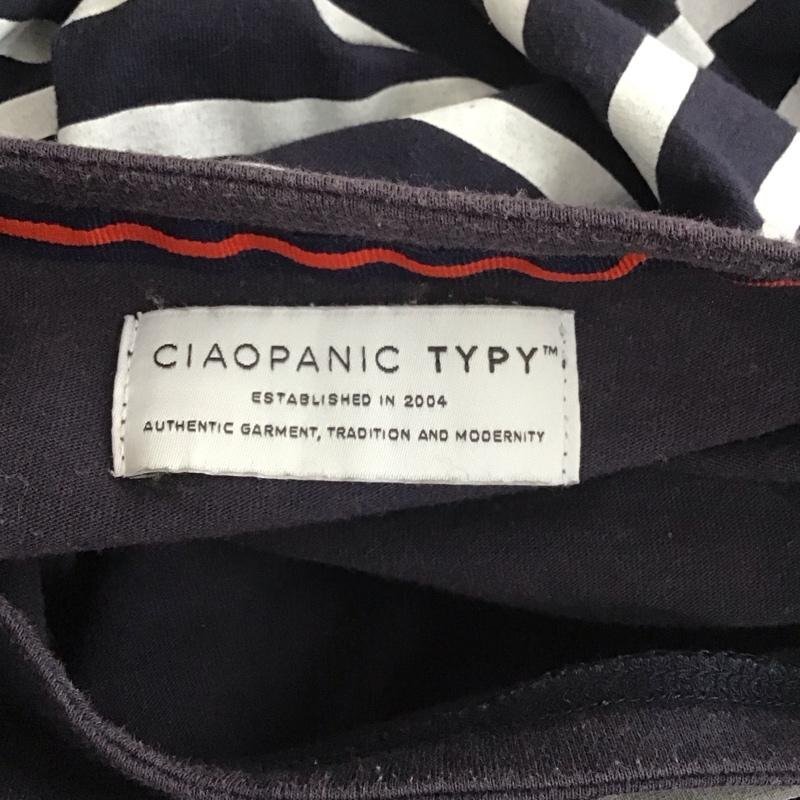 CIAOPANIC TYPY™
ESTABLISHED IN 2004
AUTHENTIC GARMENT, TRADITION AND MODERNITY